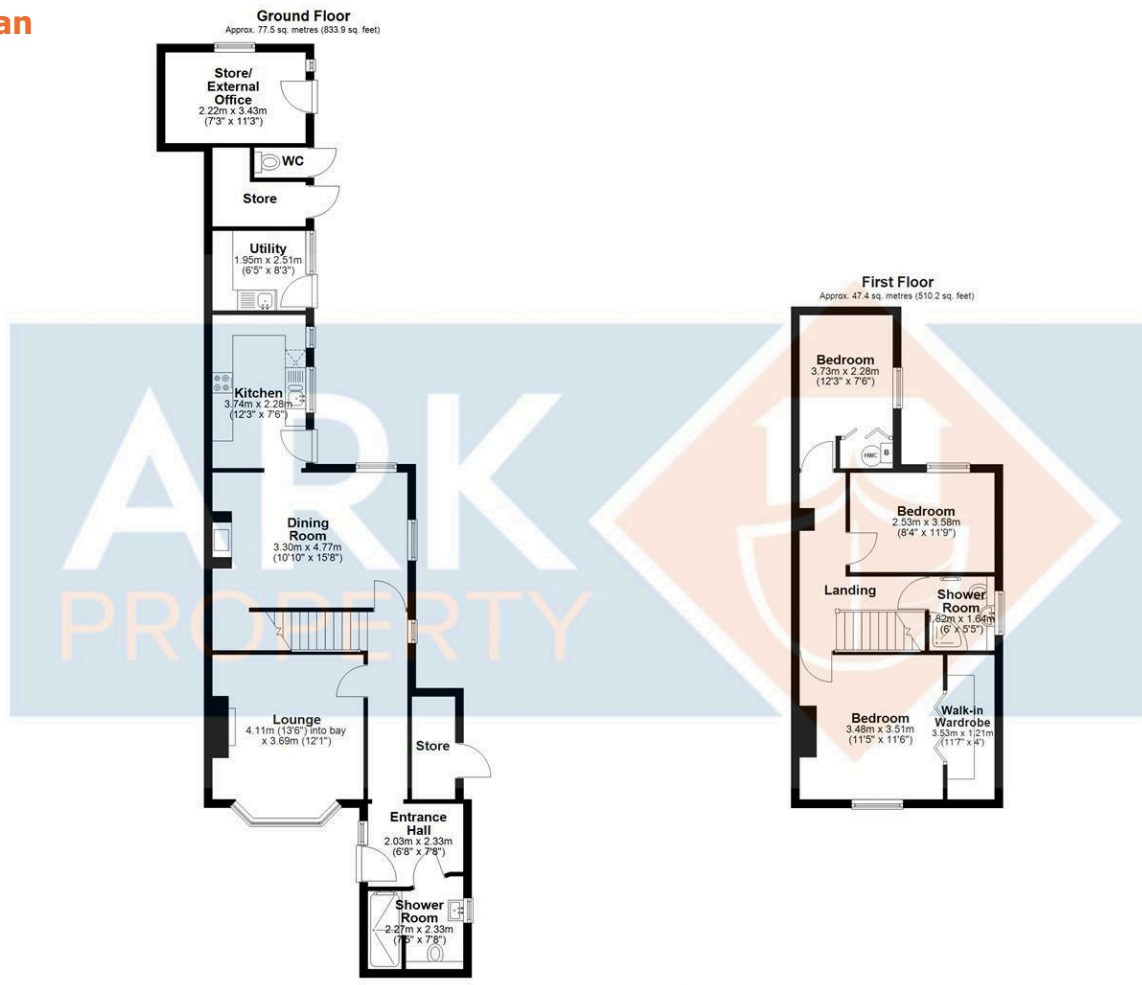 an
Ground Floor
Approx. 77.5 sq. metres (833.9 sq. feet)
Store/
External
Office
2.22m x 3.43m
(7'3" x 11'3")
WC
Store
Utility
1.95m x 2.51m
(6'5" x 8'3")
Kitchen
3.74m x 2.28m
(12'3" x 7'6")
Dining
Room
3.30m x 4.77m
(10'10" x 15'8")
Lounge
4.11m (13'6") into bay
x 3.69m (12'1")
Store
Entrance
Hall
2.03m x 2.33m
(6'8" x 7'8")
Shower
Room
2.27m x 2.33m
(7'5" x 7'8")
First Floor
Approx. 47.4 sq. metres (510.2 sq. feet)
Bedroom
3.73m x 2.28m
(12'3" x 7'6")
HWC
B
Bedroom
2.53m x 3.58m
(8'4" x 11'9")
Landing
Shower
Room
1.82m x 1.64m
(6' x 5'5")
Bedroom
3.48m x 3.51m
(11'5" x 11'6")
Walk-in
Wardrobe
3.53m x 1.21m
(11'7" x 4')
ARK
PROPERTY